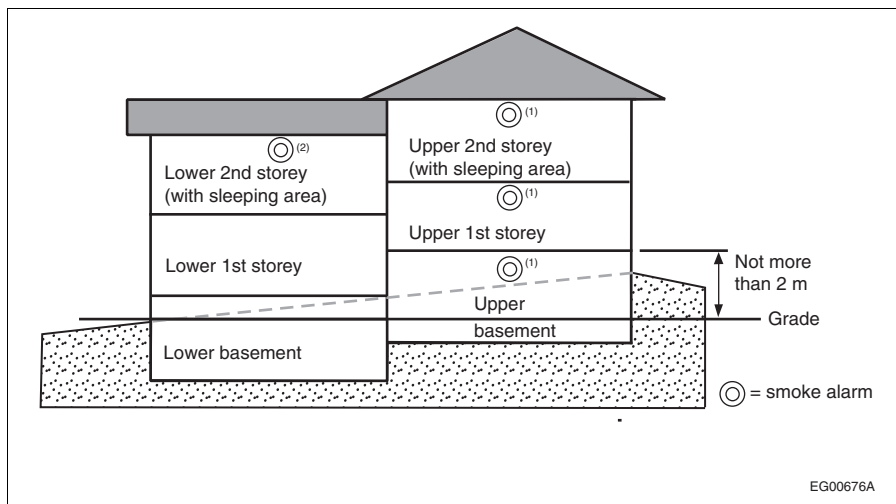 (1)
(2)
Upper 2nd storey
(with sleeping area)
Lower 2nd storey
(with sleeping area)
(1)
Upper 1st storey
Lower 1st storey
(1)
Not more
than 2 m
Upper
basement
Grade
Lower basement
= smoke alarm
EG00676A